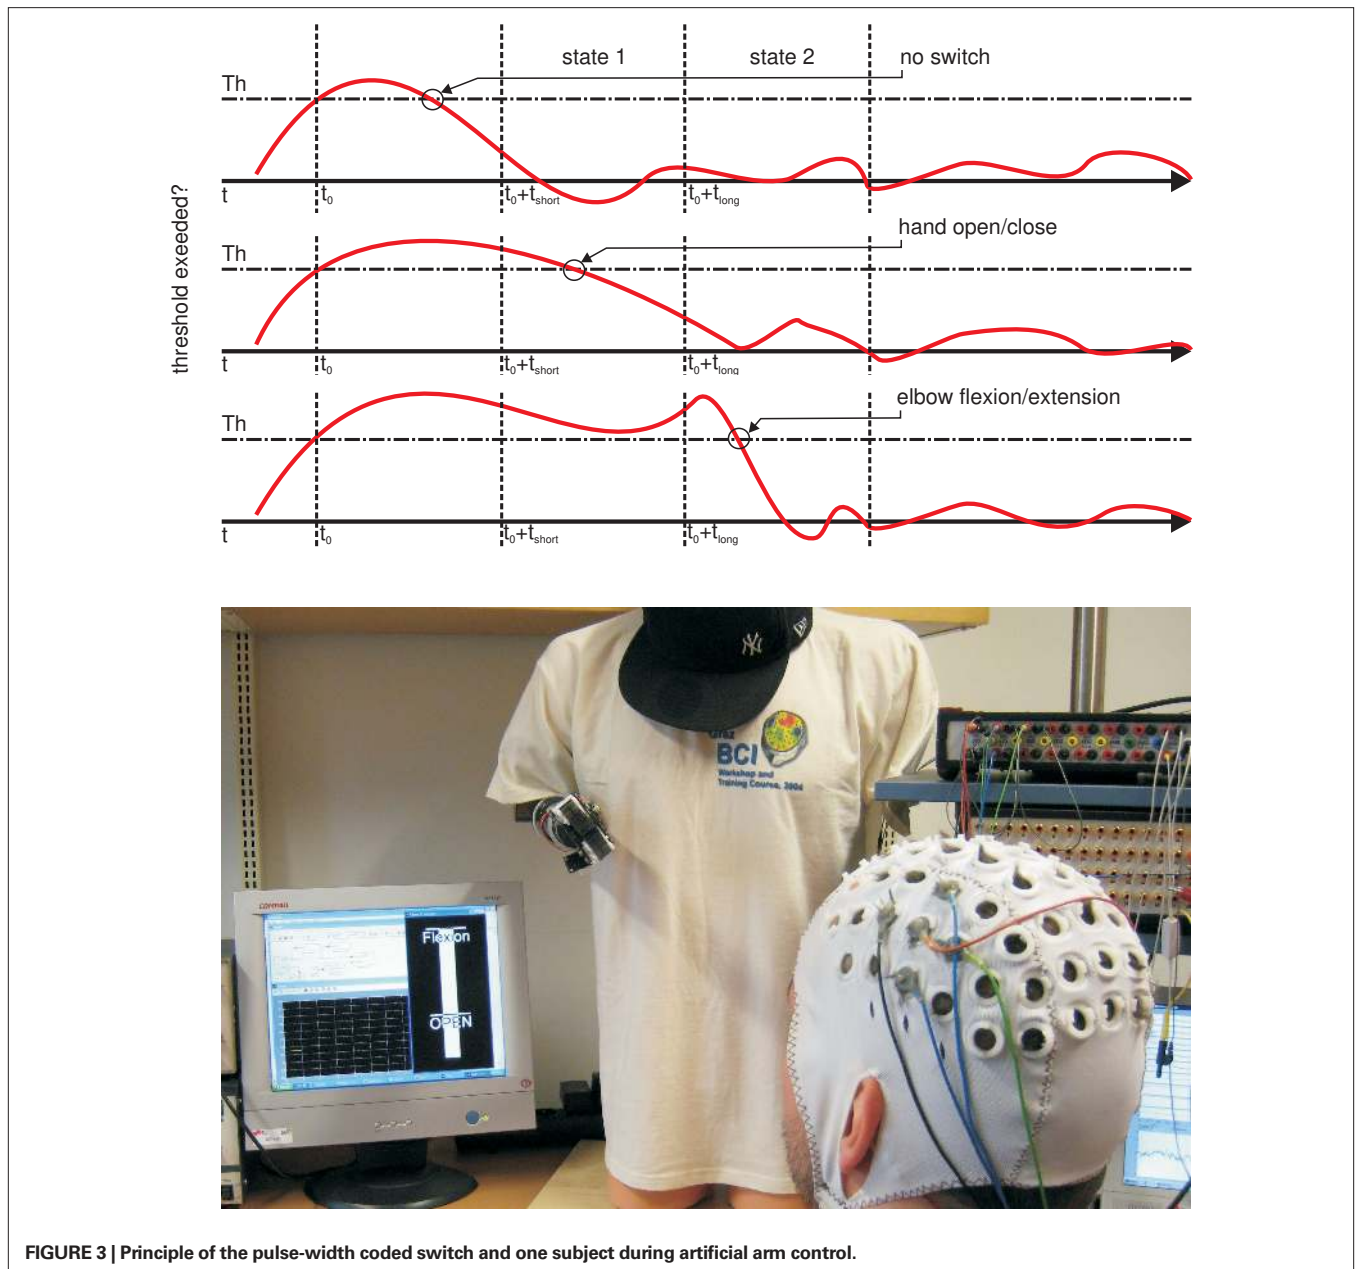 state 1
state 2
no switch
Th
t
t0
t0+tshort
t0+tlong
threshold exeeded?
hand open/close
Th
t
t0
t0+tshort
t0+tlong
elbow flexion/extension
Th
t
t0
t0+tshort
t0+tlong
NY
Graz
BCI
Workshop and
Training Course, 2006
Flexion
OPEN
FIGURE 3 | Principle of the pulse-width coded switch and one subject during artificial arm control.